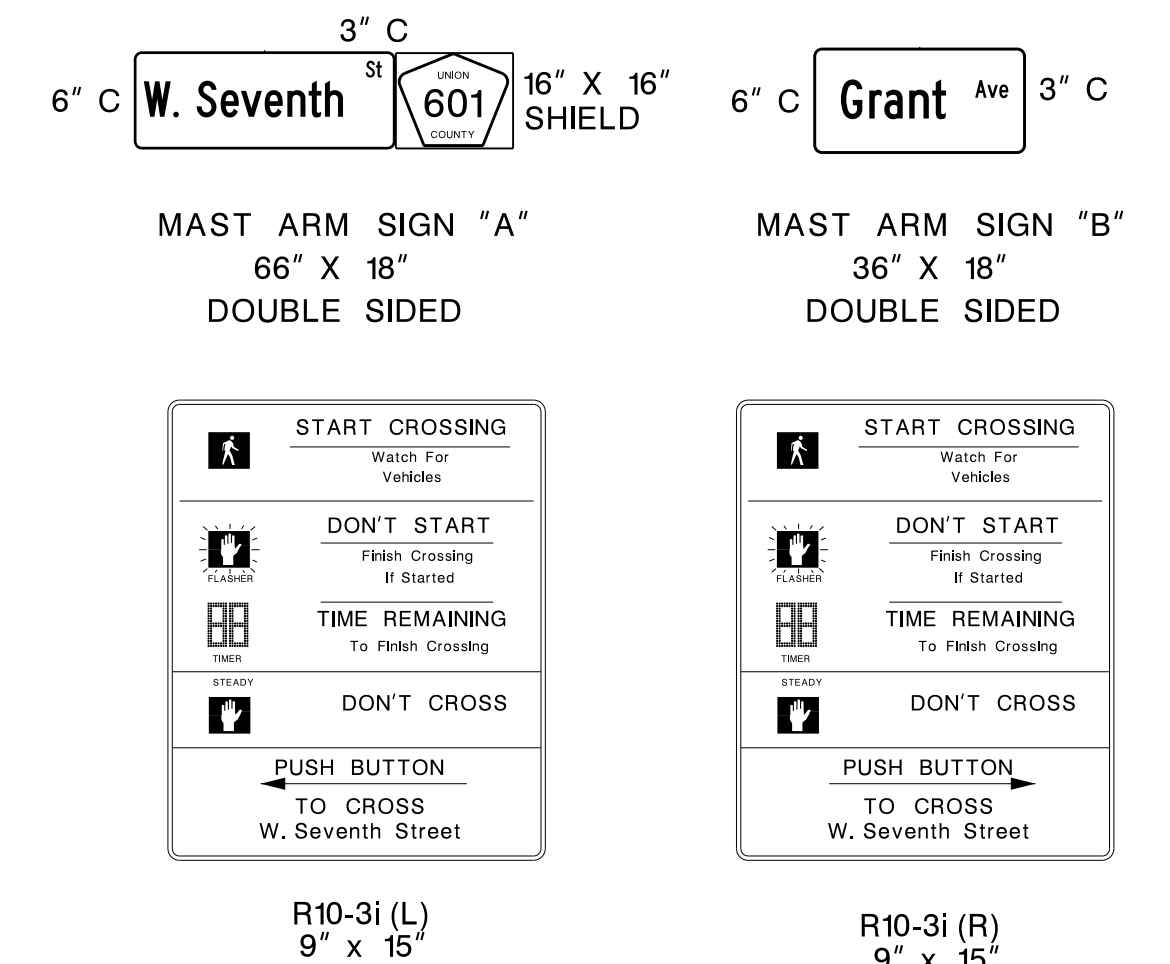 3" C
6" C
W. Seventh St
UNION
601
COUNTY
16" X 16"
SHIELD
MAST ARM SIGN "A"
66" X 18"
DOUBLE SIDED
6" C
Grant Ave
3" C
MAST ARM SIGN "B"
36" X 18"
DOUBLE SIDED
START CROSSING
Watch For
Vehicles
DON'T START
Finish Crossing
If Started
FLASHER
TIME REMAINING
To Finish Crossing
TIMER
STEADY
DON'T CROSS
PUSH BUTTON
TO CROSS
W. Seventh Street
R10-3i (L)
9" x 15"
START CROSSING
Watch For
Vehicles
DON'T START
Finish Crossing
If Started
FLASHER
TIME REMAINING
To Finish Crossing
TIMER
STEADY
DON'T CROSS
PUSH BUTTON
TO CROSS
W. Seventh Street
R10-3i (R)
9" x 15"